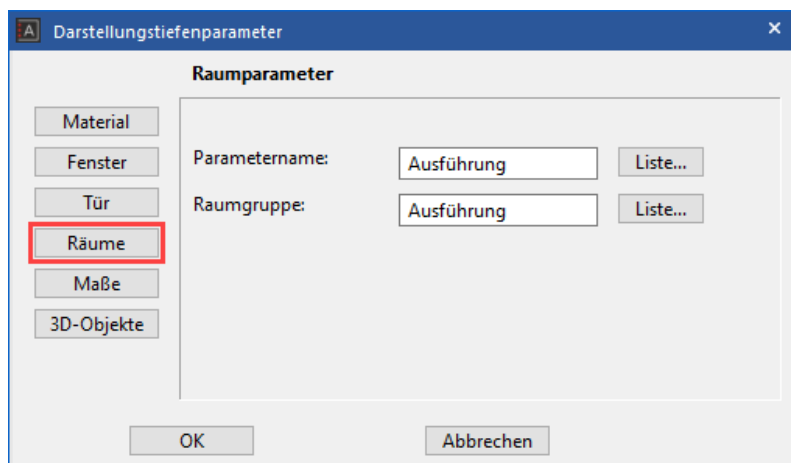 Darstellungstiefenparameter
Raumparameter
Material
Fenster
Tür
Räume
Maße
3D-Objekte
Parametername: Ausführung Liste...
Raumgruppe: Ausführung Liste...
OK Abbrechen